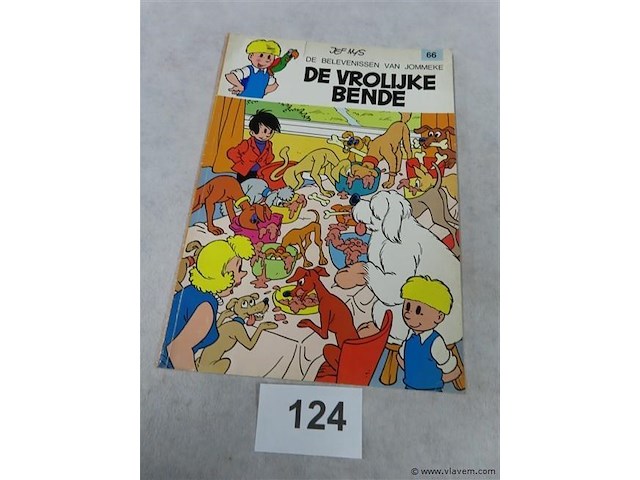 JEF NYS
66
DE BELEVENISSEN VAN JOMMEKE
DE VROLIJKE
BENDE
124
© www.vlavem.com